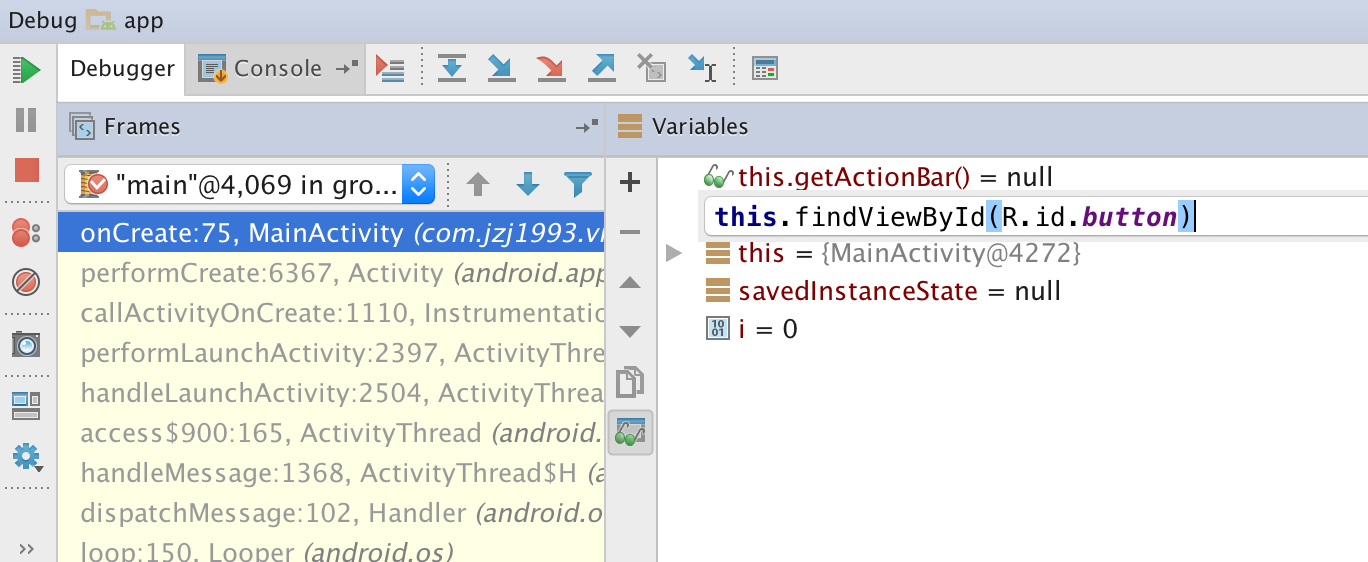 Debug app
Debugger
Console
Frames
Variables
"main"@4,069 in gro...
onCreate:75, MainActivity (com.jzj1993.vi
performCreate:6367, Activity (android.app
callActivityOnCreate:1110, Instrumentatio
performLaunchActivity:2397, ActivityThre
handleLaunchActivity:2504, ActivityThrea
access$900:165, ActivityThread (android.
handleMessage:1368, ActivityThread$H (a
dispatchMessage:102, Handler (android.o
loop:150, Looper (android.os)
this.getActionBar() = null
this.findViewById(R.id.button)
this = {MainActivity@4272}
savedInstanceState = null
i = 0